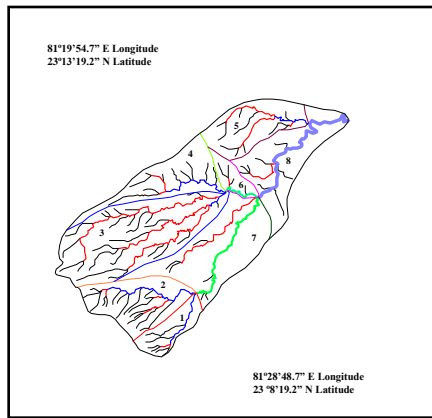 81º19’54.7” E Longitude
23º13’19.2” N Latitude
5
4
8
6
3
7
2
1
81º28’48.7” E Longitude
23 º8’19.2” N Latitude